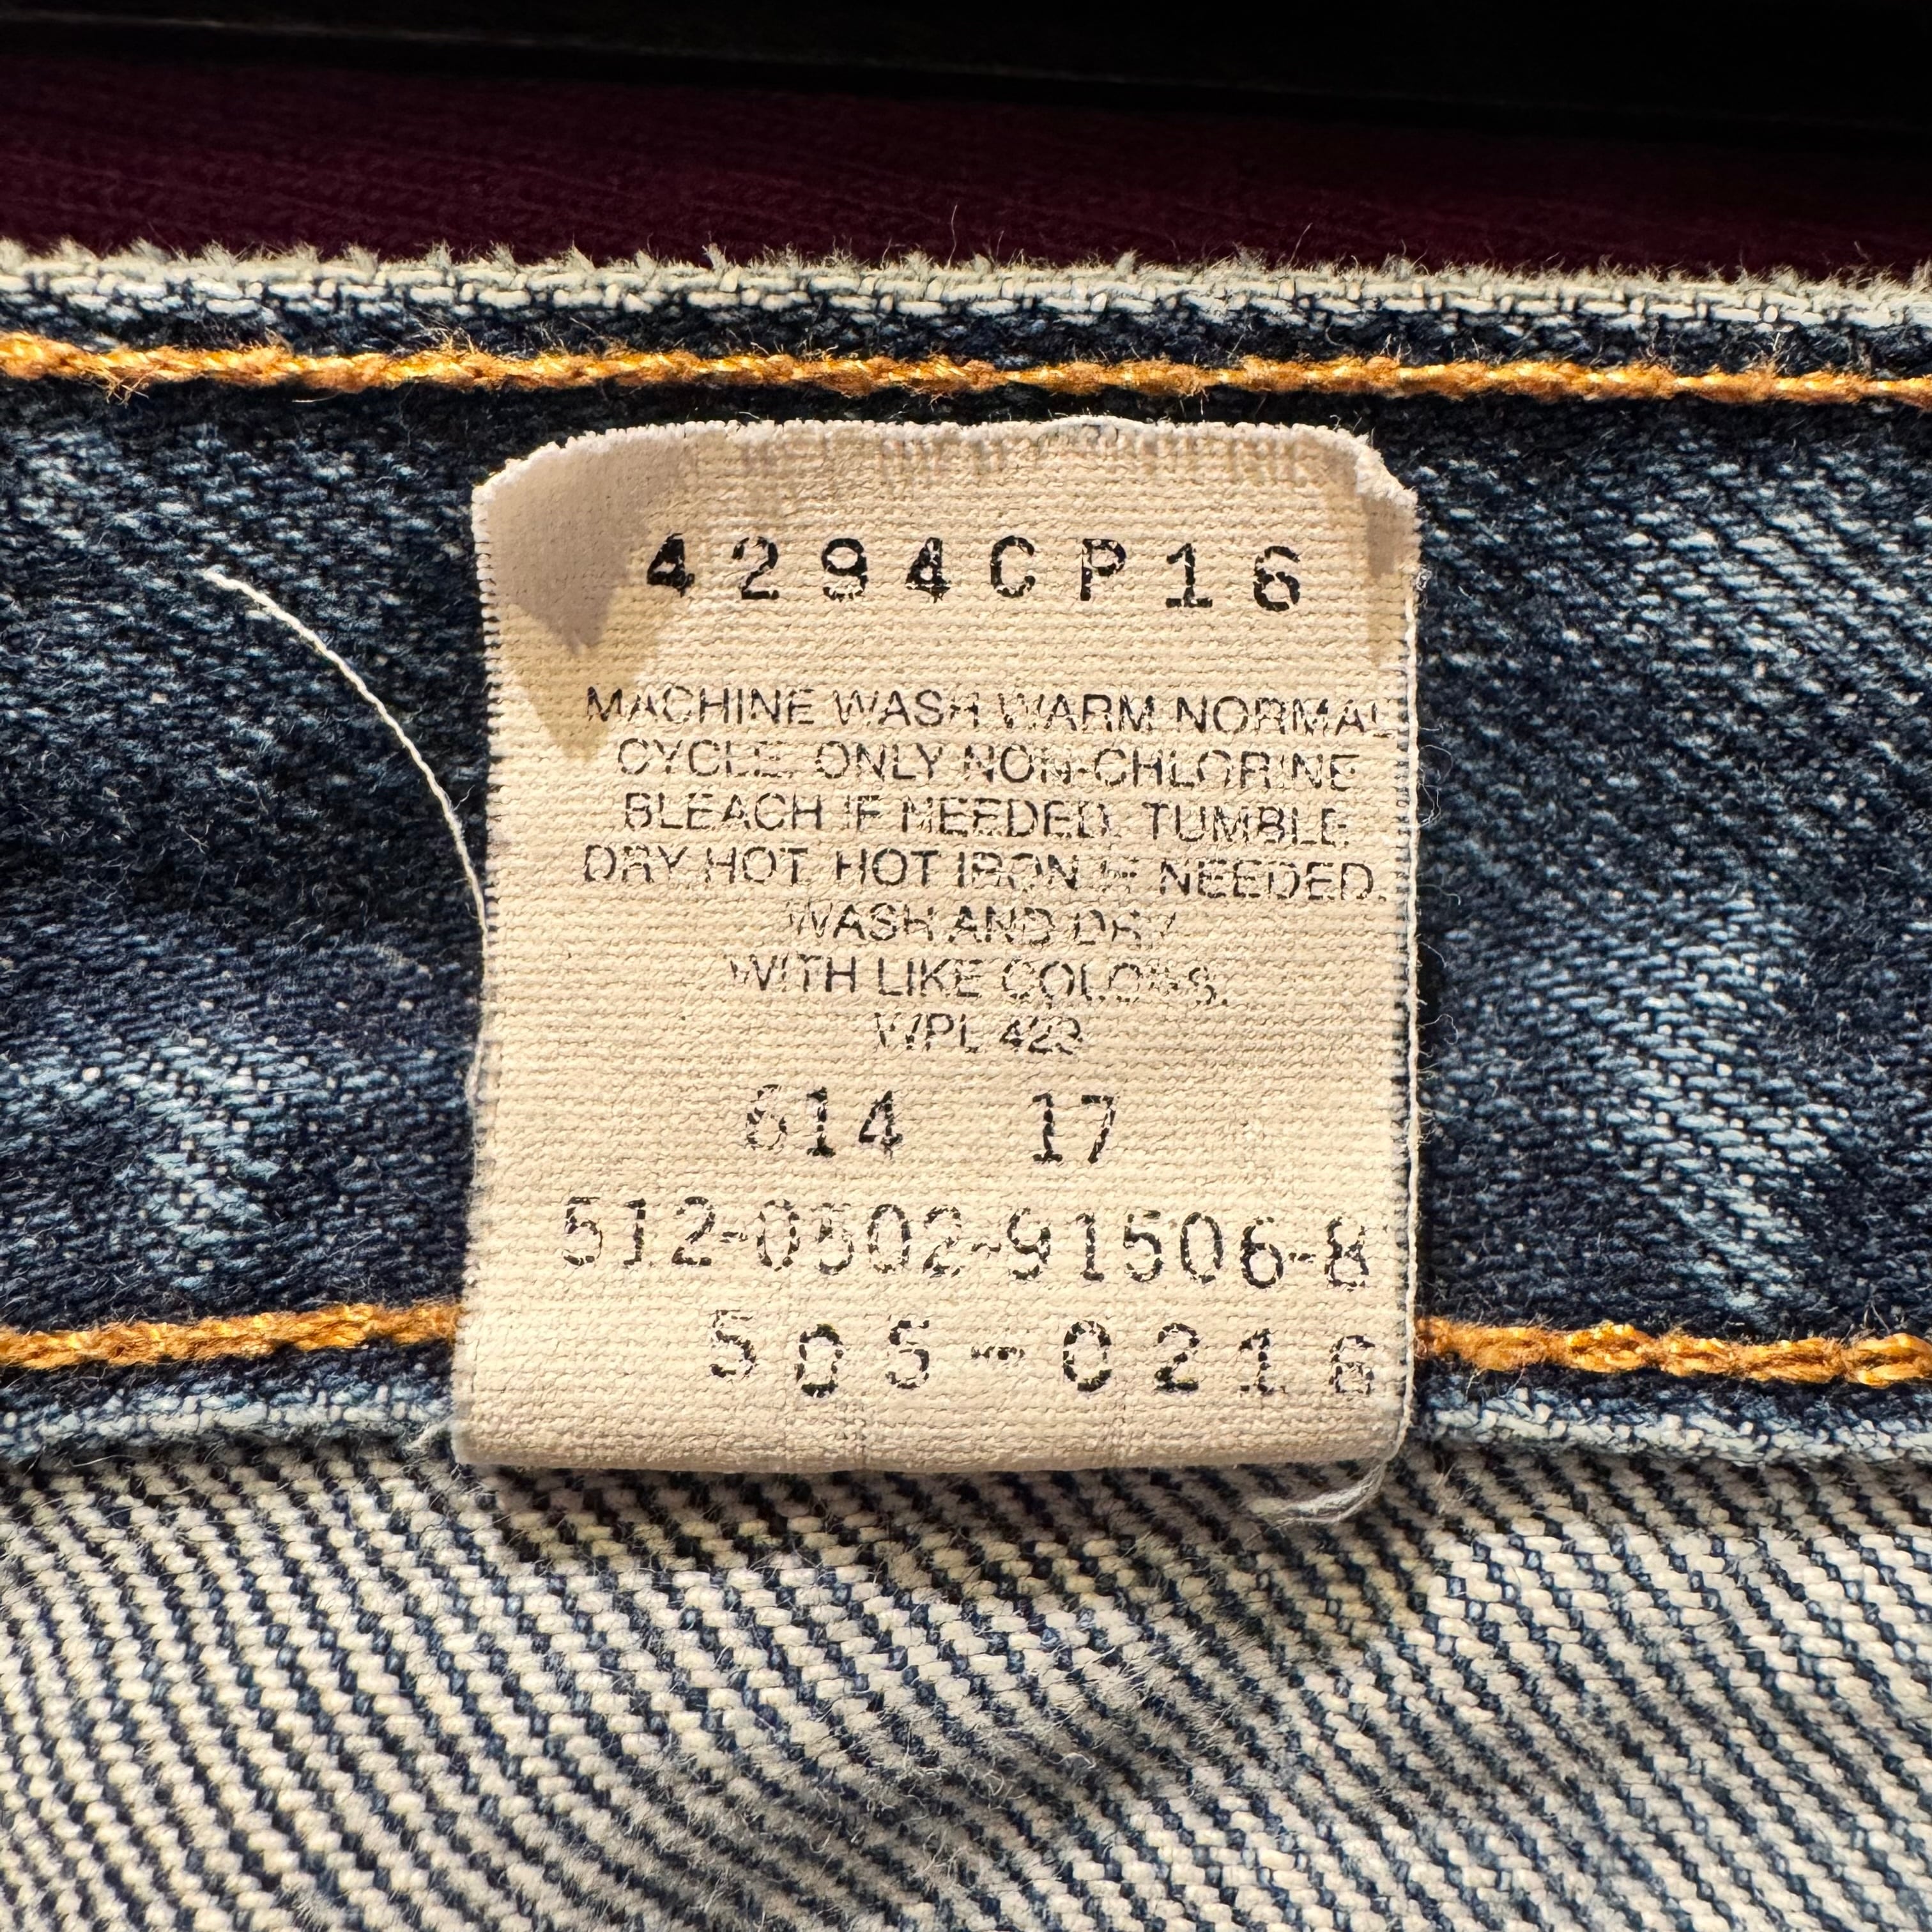 4294CP16
MACHINE WASH WARM NORMAL
CYCLE. ONLY NON-CHLORINE
BLEACH IF NEEDED. TUMBLE
DRY HOT. HOT IRON IF NEEDED.
WASH AND DRY
WITH LIKE COLORS.
WPL 423
614 17
512-0302-91506-8
505-0216